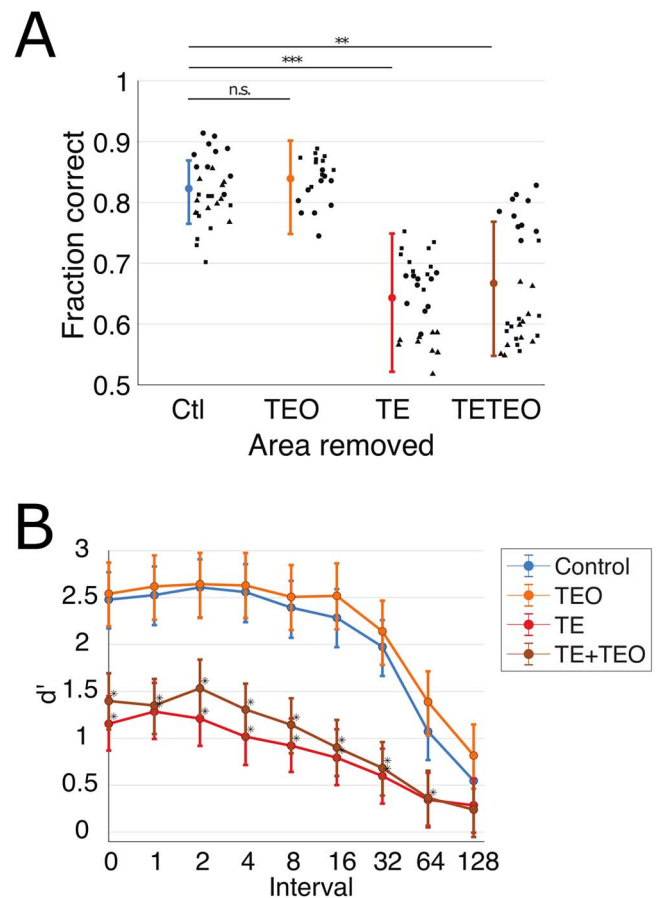 A
**
***
n.s.
1
0.9
0.8
0.7
0.6
0.5
Fraction correct
Ctl TEO TE TETEO
Area removed
B
3
2.5
2
1.5
1
0.5
0
d'
0 1 2 4 8 16 32 64 128
Interval
Control
TEO
TE
TE+TEO